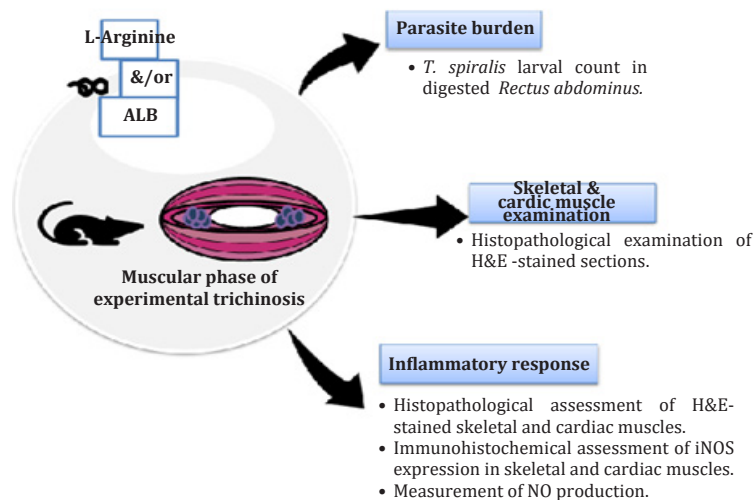 L-Arginine
&/or
ALB
Muscular phase of
experimental trichinosis
Parasite burden
• T. spiralis larval count in
digested Rectus abdominus.
Skeletal &
cardic muscle
examination
• Histopathological examination of
H&E -stained sections.
Inflammatory response
• Histopathological assessment of H&E-
stained skeletal and cardiac muscles.
• Immunohistochemical assessment of iNOS
expression in skeletal and cardiac muscles.
• Measurement of NO production.